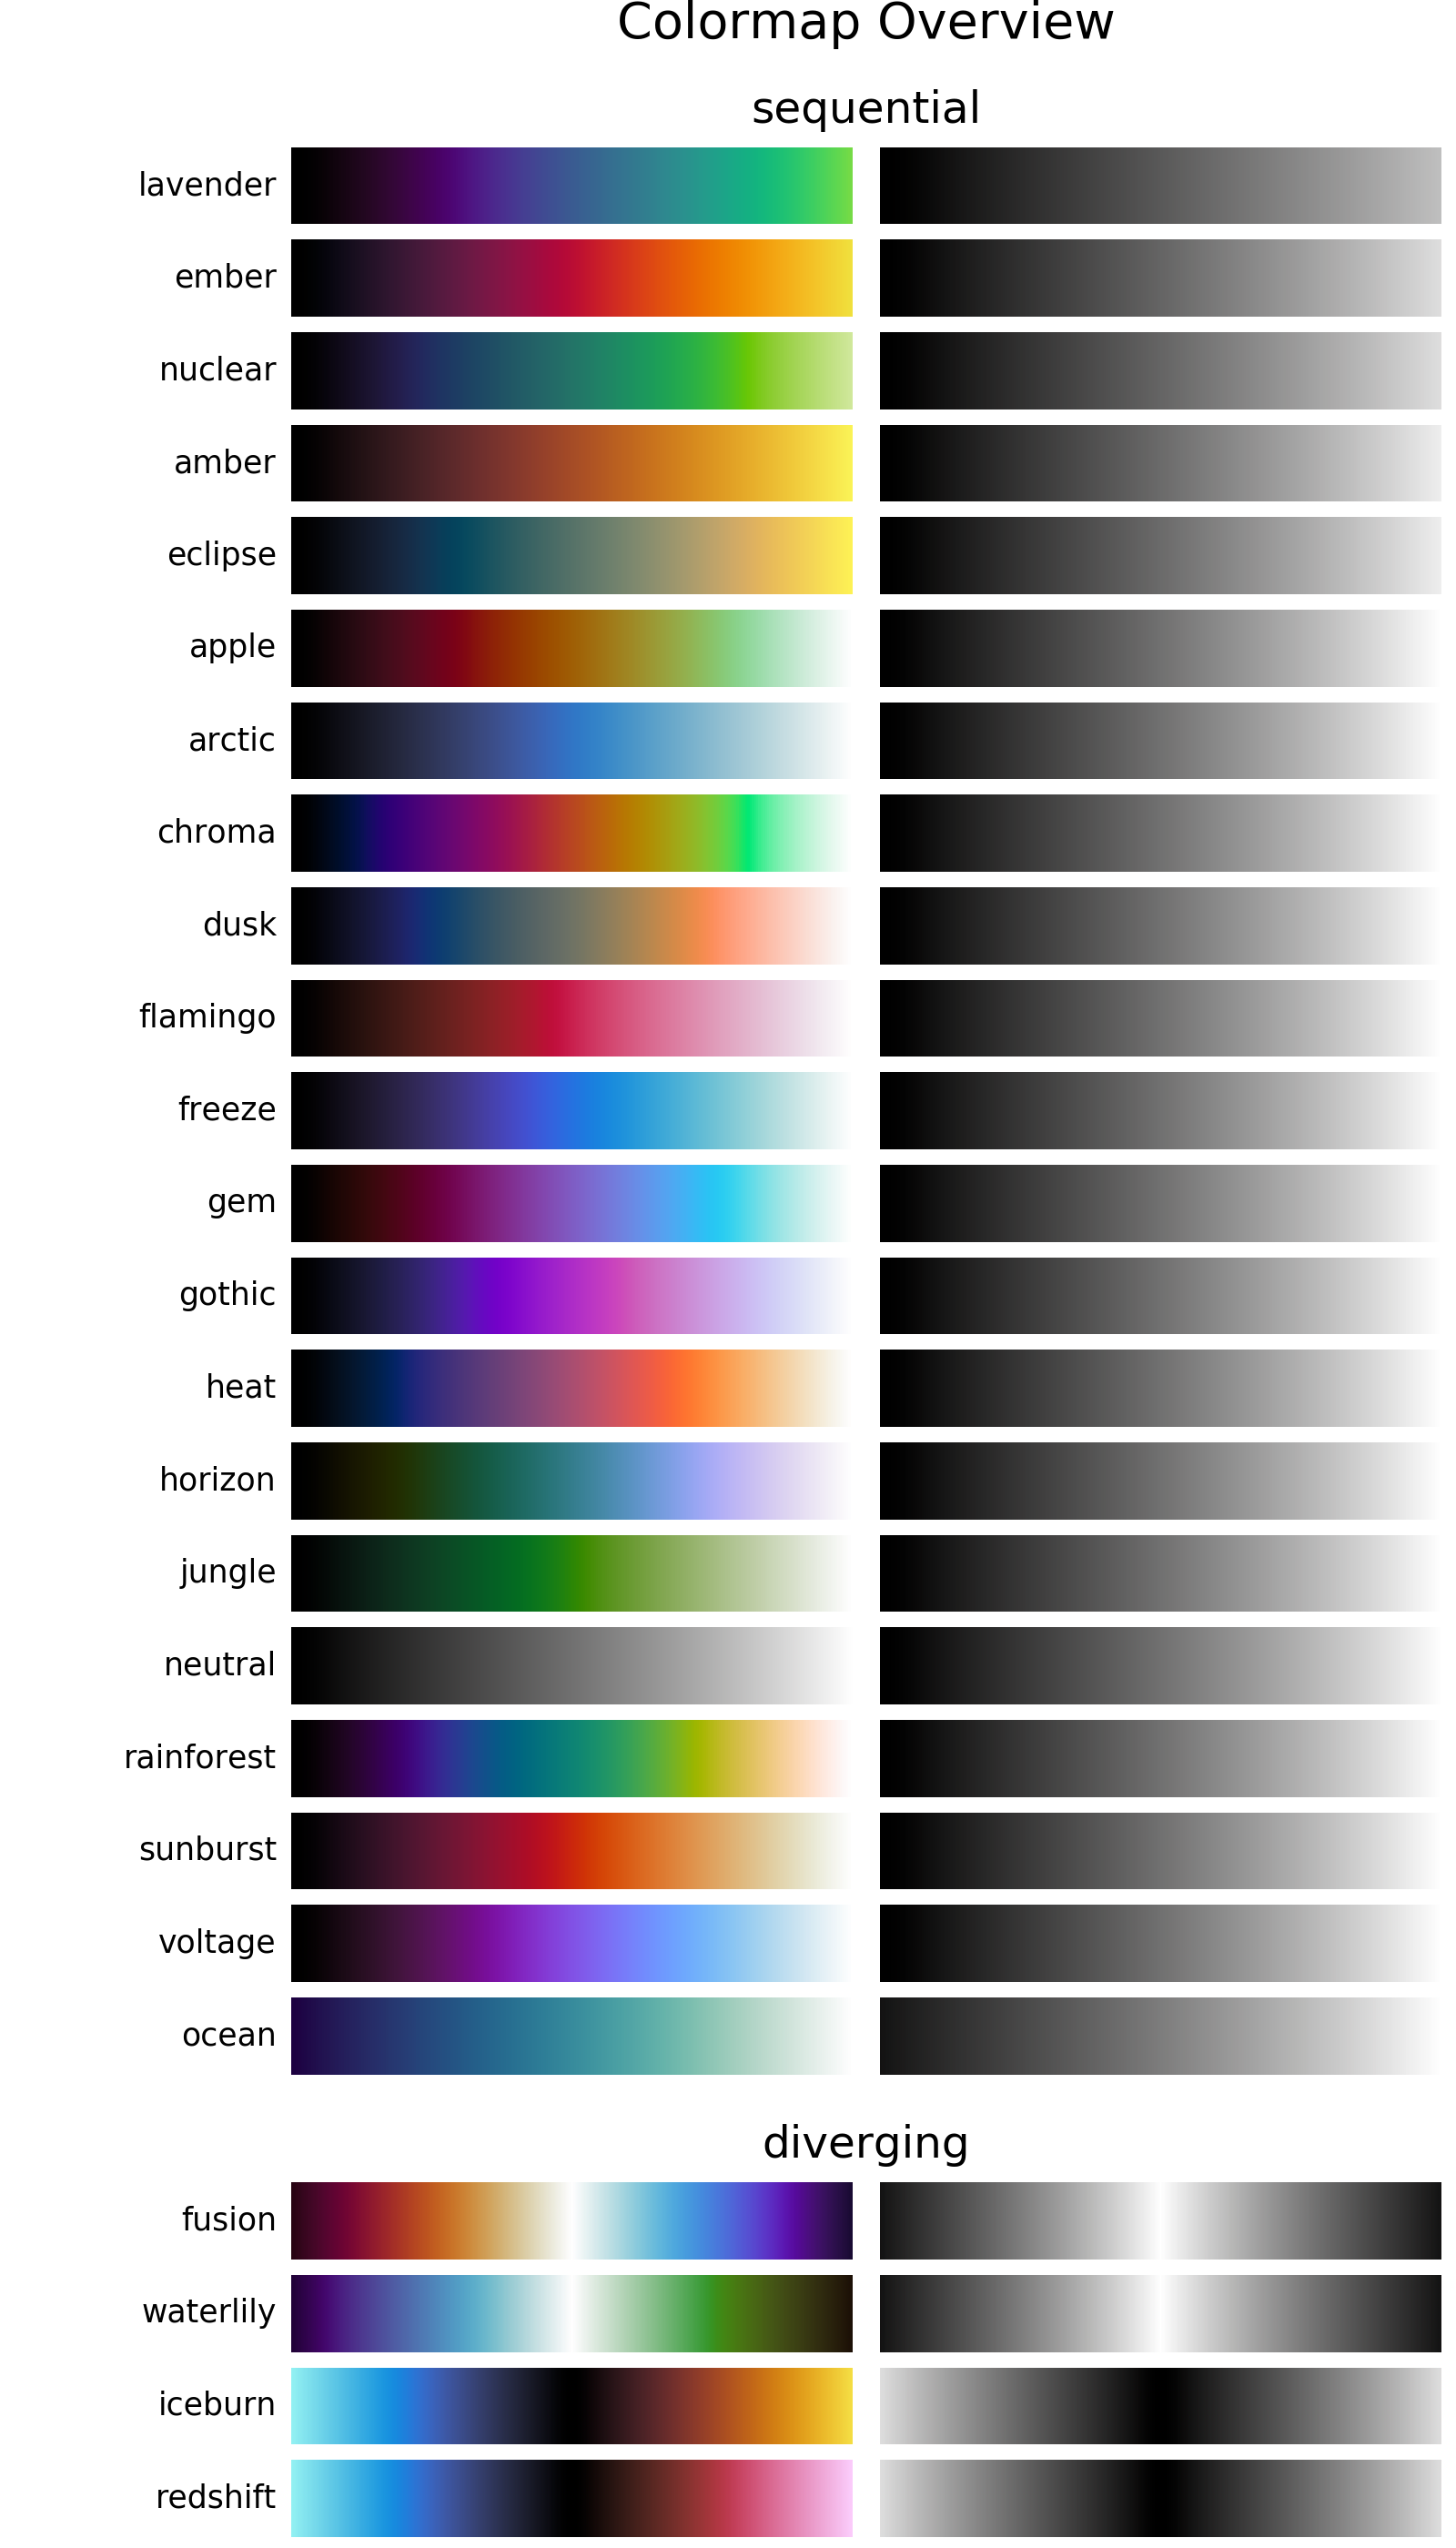 Colormap Overview
sequential
lavender
ember
nuclear
amber
eclipse
apple
arctic
chroma
dusk
flamingo
freeze
gem
gothic
heat
horizon
jungle
neutral
rainforest
sunburst
voltage
ocean
diverging
fusion
waterlily
iceburn
redshift